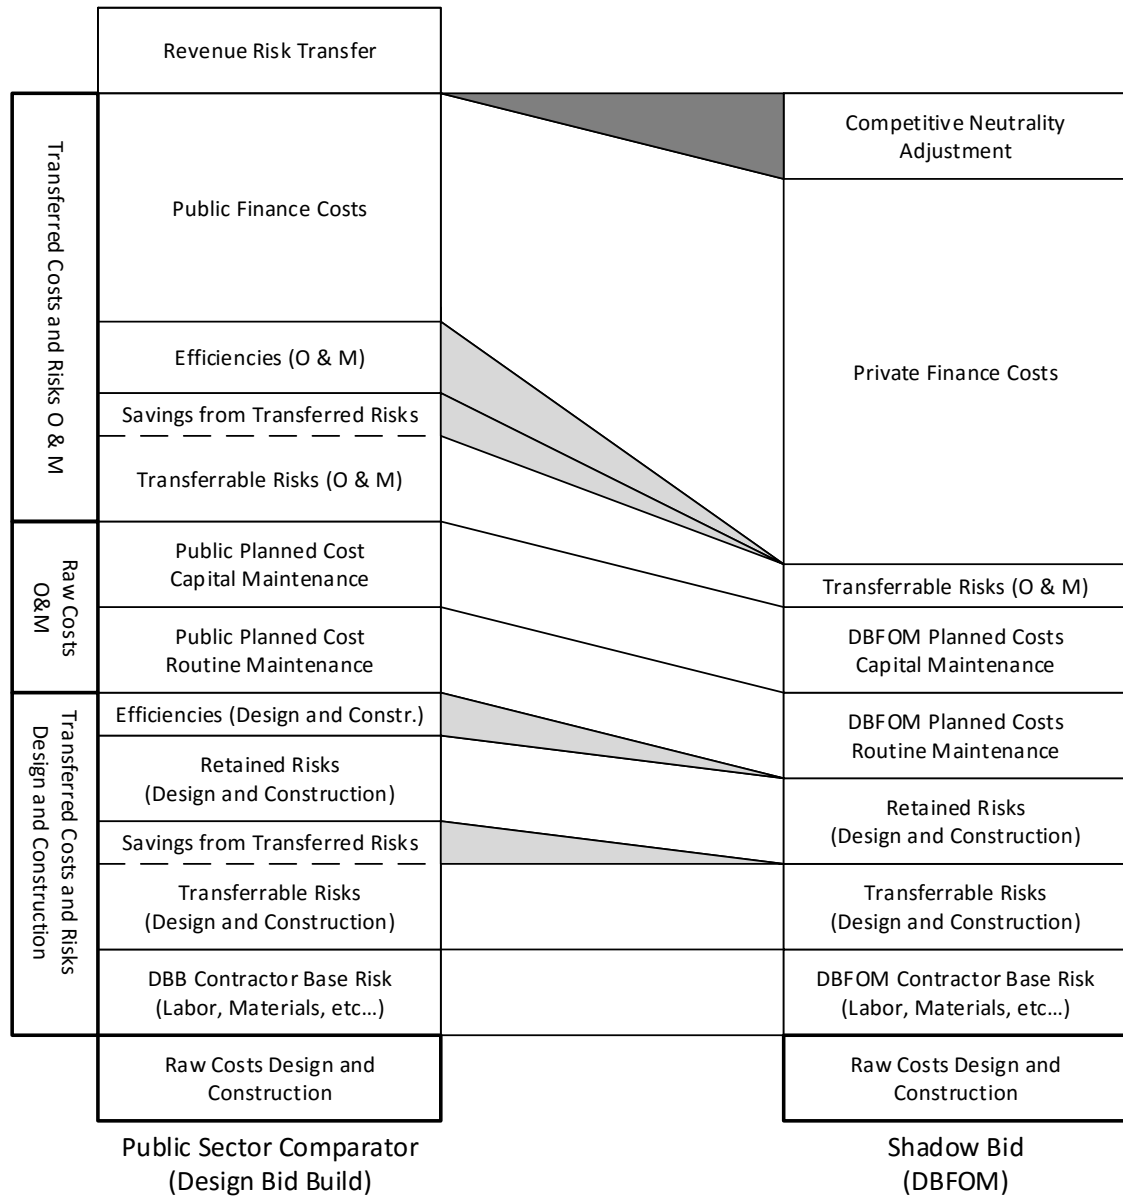 Revenue Risk Transfer
Transferred Costs and Risks O & M
Public Finance Costs
Efficiencies (O & M)
Savings from Transferred Risks
Transferrable Risks (O & M)
Raw Costs
O&M
Public Planned Cost
Capital Maintenance
Public Planned Cost
Routine Maintenance
Transferred Costs and Risks
Design and Construction
Efficiencies (Design and Constr.)
Retained Risks
(Design and Construction)
Savings from Transferred Risks
Transferrable Risks
(Design and Construction)
DBB Contractor Base Risk
(Labor, Materials, etc…)
Raw Costs Design and
Construction
Public Sector Comparator
(Design Bid Build)
Competitive Neutrality
Adjustment
Private Finance Costs
Transferrable Risks (O & M)
DBFOM Planned Costs
Capital Maintenance
DBFOM Planned Costs
Routine Maintenance
Retained Risks
(Design and Construction)
Transferrable Risks
(Design and Construction)
DBFOM Contractor Base Risk
(Labor, Materials, etc…)
Raw Costs Design and
Construction
Shadow Bid
(DBFOM)